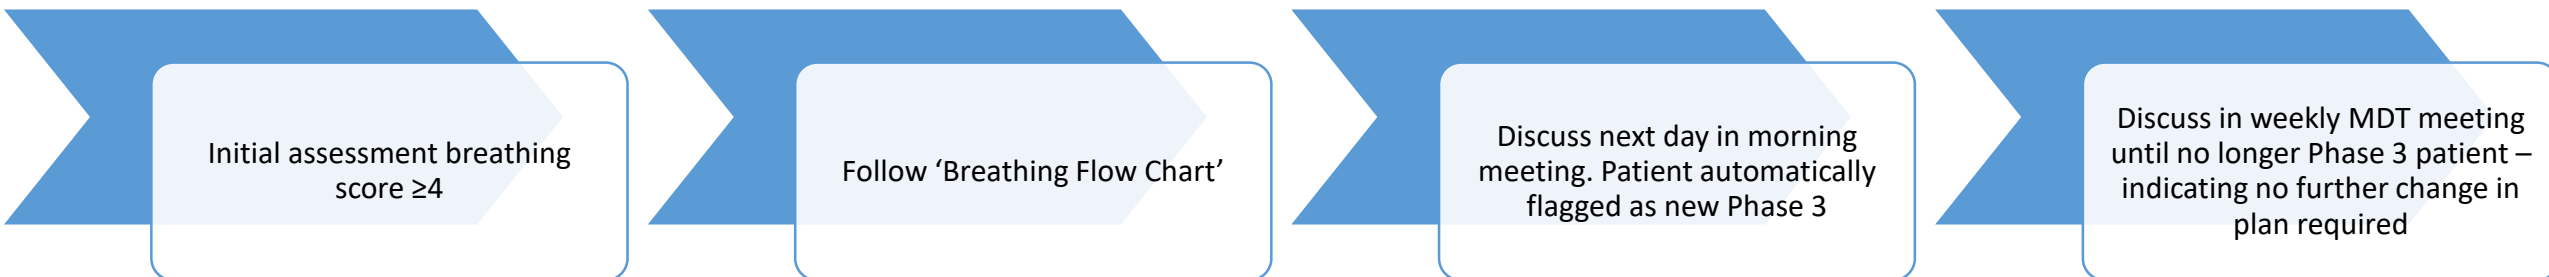 Initial assessment breathing
score ≥4
Follow ‘Breathing Flow Chart’
Discuss next day in morning
meeting. Patient automatically
flagged as new Phase 3
Discuss in weekly MDT meeting
until no longer Phase 3 patient –
indicating no further change in
plan required